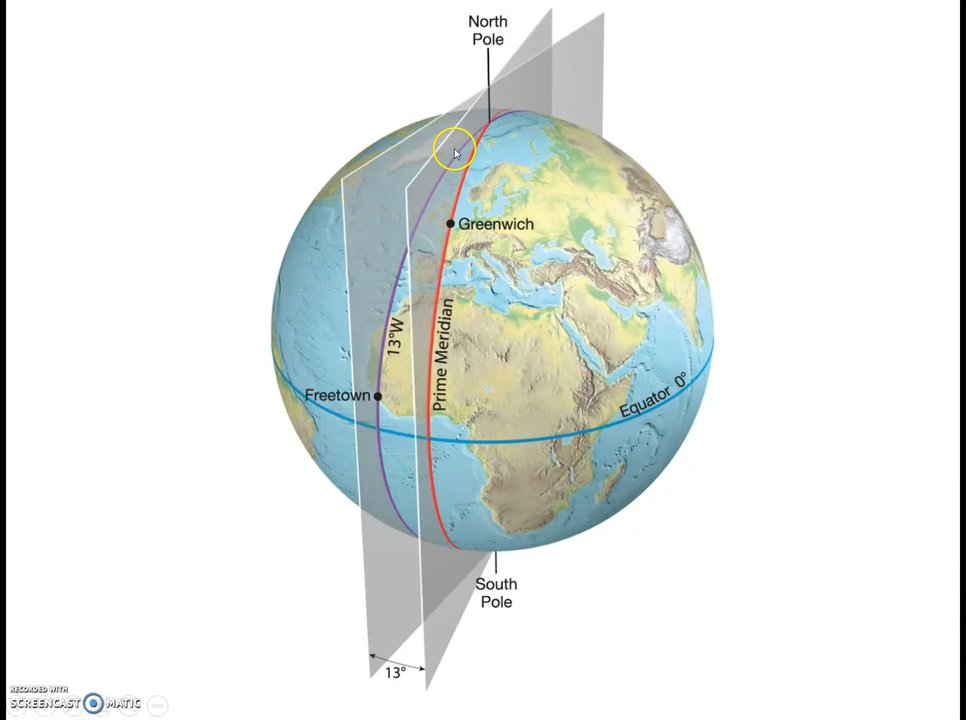 North
Pole
Greenwich
13°W
Prime Meridian
Freetown
Equator 0°
South
Pole
13°
RECORDED WITH
SCREENCAST MATIC